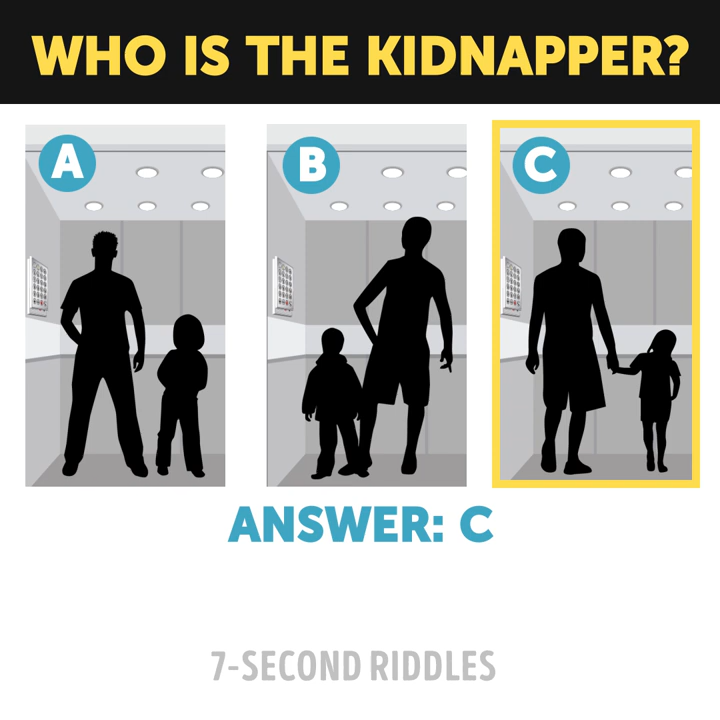 WHO IS THE KIDNAPPER?
A
B
C
ANSWER: C
7-SECOND RIDDLES